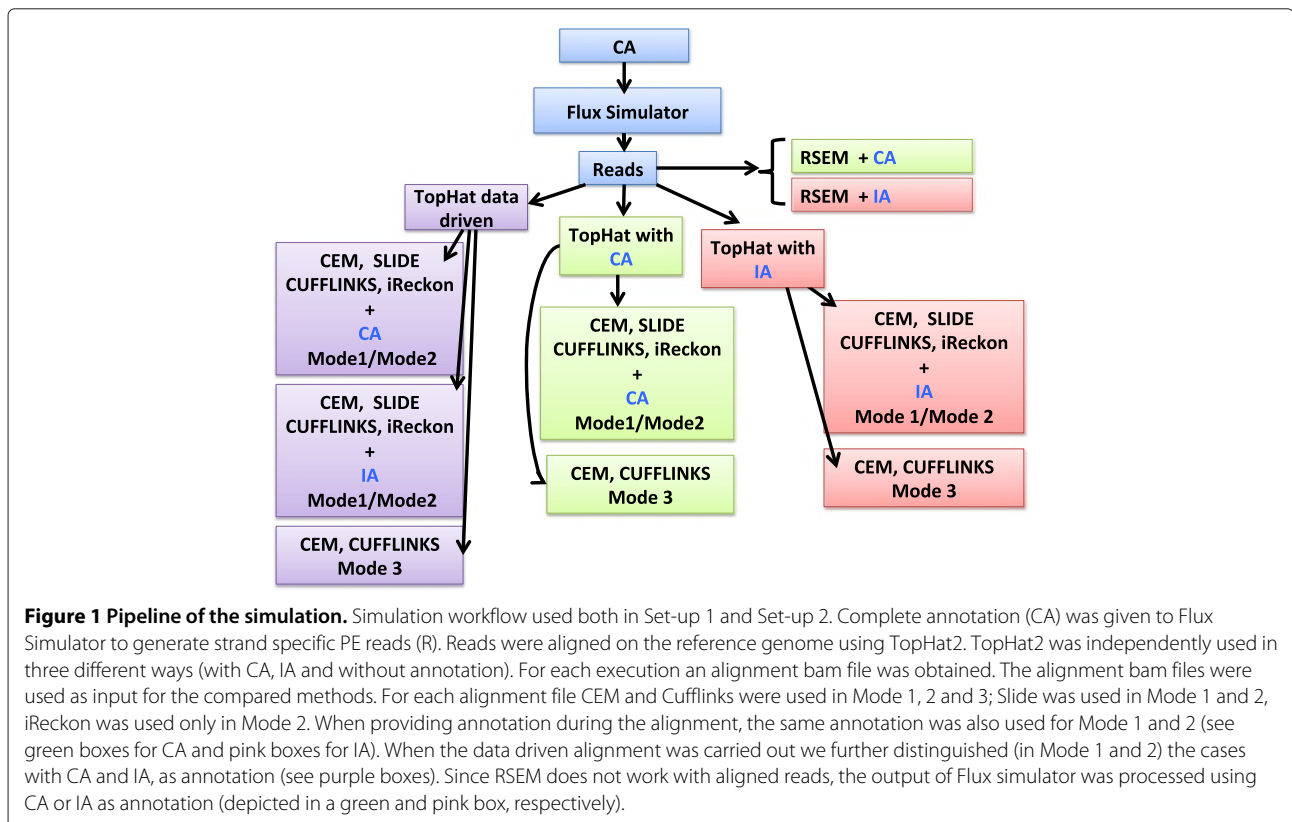 CA
Flux Simulator
Reads
RSEM + CA
RSEM + IA
TopHat data
driven
TopHat with
CA
TopHat with
IA
CEM, SLIDE
CUFFLINKS, iReckon
+
CA
Mode1/Mode2
CEM, SLIDE
CUFFLINKS, iReckon
+
IA
Mode1/Mode2
CEM, CUFFLINKS
Mode 3
CEM, SLIDE
CUFFLINKS, iReckon
+
CA
Mode1/Mode2
CEM, CUFFLINKS
Mode 3
CEM, SLIDE
CUFFLINKS, iReckon
+
IA
Mode 1/Mode 2
CEM, CUFFLINKS
Mode 3
Figure 1 Pipeline of the simulation. Simulation workflow used both in Set-up 1 and Set-up 2. Complete annotation (CA) was given to Flux
Simulator to generate strand specific PE reads (R). Reads were aligned on the reference genome using TopHat2. TopHat2 was independently used in
three different ways (with CA, IA and without annotation). For each execution an alignment bam file was obtained. The alignment bam files were
used as input for the compared methods. For each alignment file CEM and Cufflinks were used in Mode 1, 2 and 3; Slide was used in Mode 1 and 2,
iReckon was used only in Mode 2. When providing annotation during the alignment, the same annotation was also used for Mode 1 and 2 (see
green boxes for CA and pink boxes for IA). When the data driven alignment was carried out we further distinguished (in Mode 1 and 2) the cases
with CA and IA, as annotation (see purple boxes). Since RSEM does not work with aligned reads, the output of Flux simulator was processed using
CA or IA as annotation (depicted in a green and pink box, respectively).